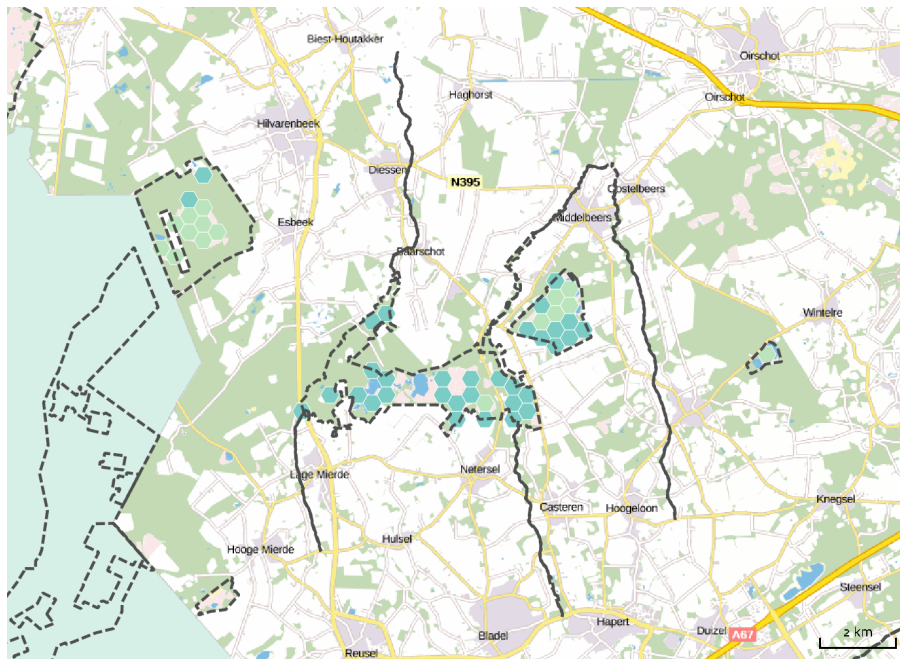 Biest-Houtakker
Oirschot
Haghorst
Oirschot
Hilvarenbeek
Diessen
N395
Oostelbeers
Middelbeers
Esbeek
Baarschot
Wintelre
Lage Mierde
Netersel
Casteren
Hoogeloon
Knegsel
Hulsel
Hooge Mierde
Steensel
Hapert
Duizel
A67
Bladel
Reusel
2 km